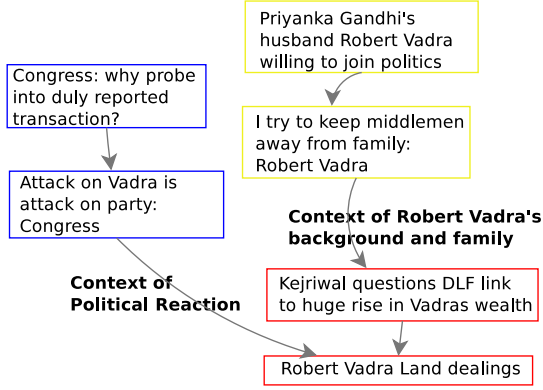 Priyanka Gandhi's
husband Robert Vadra
willing to join politics
Congress: why probe
into duly reported
transaction?
I try to keep middlemen
away from family:
Robert Vadra
Attack on Vadra is
attack on party:
Congress
Context of Robert Vadra's
background and family
Context of
Political Reaction
Kejriwal questions DLF link
to huge rise in Vadras wealth
Robert Vadra Land dealings